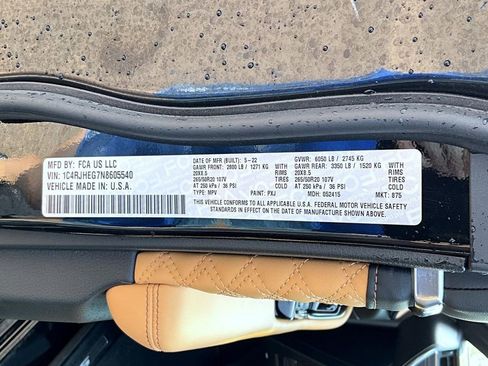 MFD BY: FCA US LLC
VIN: 1C4RJHEG7N8605540
VEHICLE MADE IN U.S.A.
DATE OF MFR (BUILT): 5-22
GAWR FRONT: 2800 LB / 1271 KG
20X8.5 RIMS
265/50R20 107V TIRES
AT 250 kPa / 36 PSI COLD WITH
TYPE: MPV PAINT: PXJ
GVWR: 6050 LB / 2745 KG
GAWR REAR: 3350 LB / 1520 KG
20X8.5 RIMS
265/50R20 107V TIRES
AT 250 kPa / 36 PSI COLD WITH
MDH: 052415 MKT: 875
THIS VEHICLE CONFORMS TO ALL APPLICABLE U.S.A. FEDERAL MOTOR VEHICLE SAFETY
STANDARDS IN EFFECT ON THE DATE OF MANUFACTURE SHOWN ABOVE.